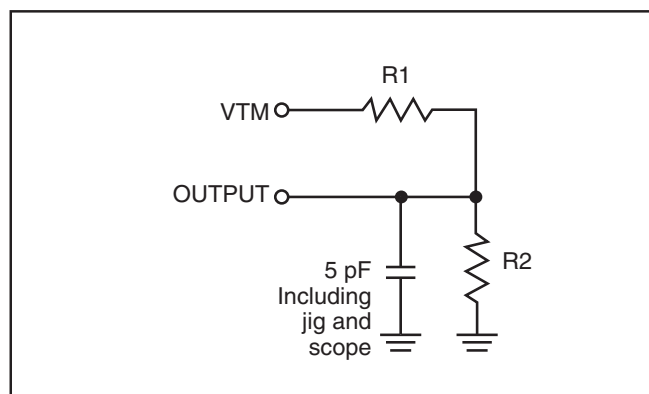 R1
VTM
OUTPUT
R2
5 pF
Including
jig and
scope